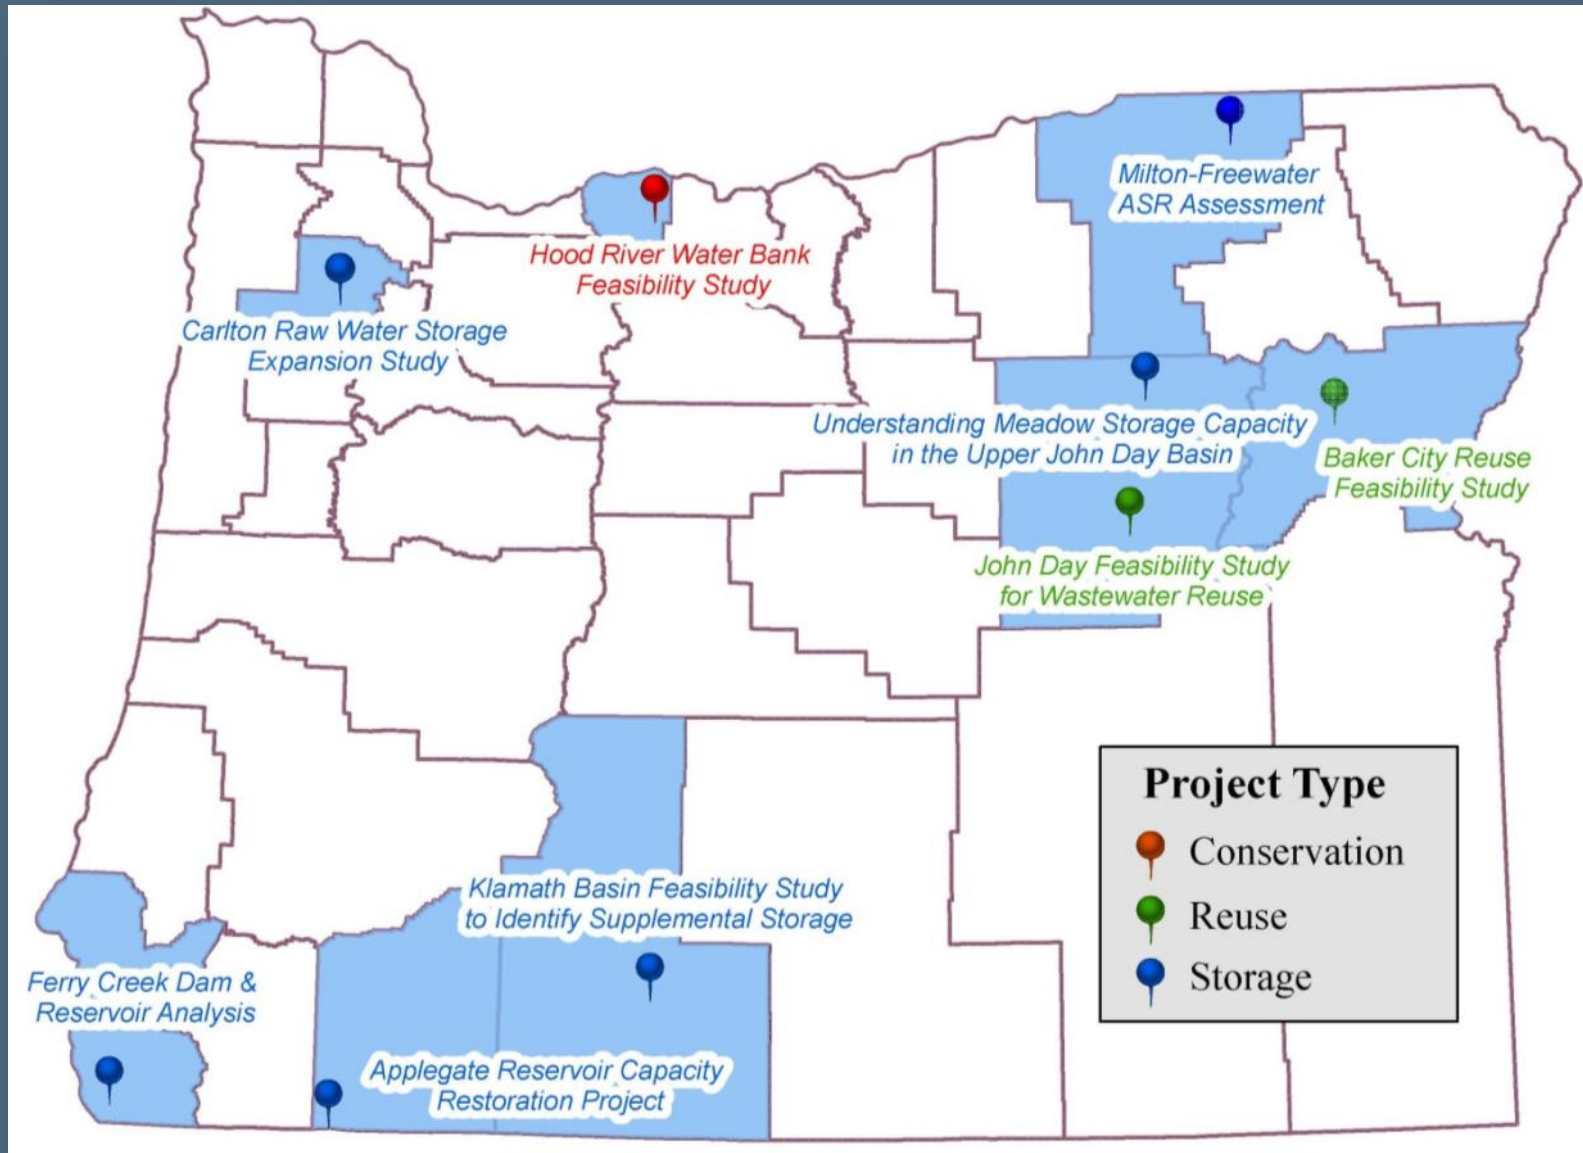 Milton-Freewater
ASR Assessment
Hood River Water Bank
Feasibility Study
Carlton Raw Water Storage
Expansion Study
Understanding Meadow Storage Capacity
in the Upper John Day Basin
Baker City Reuse
Feasibility Study
John Day Feasibility Study
for Wastewater Reuse
Project Type
Conservation
Reuse
Storage
Klamath Basin Feasibility Study
to Identify Supplemental Storage
Ferry Creek Dam &
Reservoir Analysis
Applegate Reservoir Capacity
Restoration Project